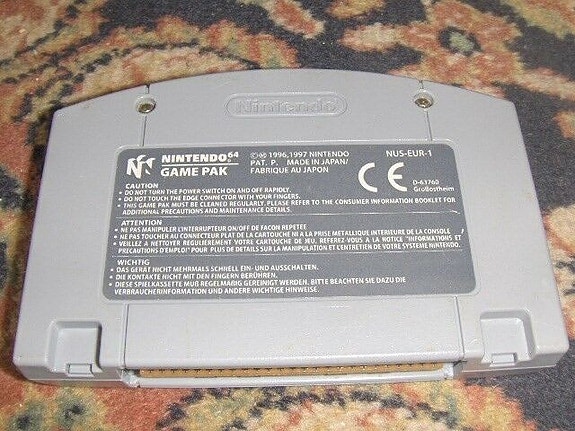 Nintendo
NINTENDO 64
GAME PAK
©Ⓜ 1996,1997 NINTENDO
PAT. P. MADE IN JAPAN/
FABRIQUE AU JAPON
NUS-EUR-1
CE
D-63760
Großostheim
CAUTION
• DO NOT TURN THE POWER SWITCH ON AND OFF RAPIDLY.
• DO NOT TOUCH THE EDGE CONNECTOR WITH YOUR FINGERS.
• THIS GAME PAK MUST BE CLEANED REGULARLY. PLEASE REFER TO THE CONSUMER INFORMATION BOOKLET FOR
ADDITIONAL PRECAUTIONS AND MAINTENANCE DETAILS.
ATTENTION
• NE PAS MANIPULER L'INTERRUPTEUR ON/OFF DE FACON REPETEE
• NE PAS TOUCHER AU CONNECTEUR PLAT DE LA CARTOUCHE NI A LA PRISE METALLIQUE INTERIEURE DE LA CONSOLE
• VEILLEZ A NETTOYER REGULIEREMENT VOTRE CARTOUCHE DE JEU. REFEREZ-VOUS A LA NOTICE "INFORMATIONS ET
PRECAUTIONS D'EMPLOI" POUR PLUS DE DETAILS SUR LA MANIPULATION ET L'ENTRETIEN DE VOTRE SYSTEME NINTENDO.
WICHTIG
• DAS GERÄT NICHT MEHRMALS SCHNELL EIN- UND AUSSCHALTEN.
• DIE KONTAKTE NICHT MIT DEN FINGERN BERÜHREN.
• DIESE SPIELKASSETTE MUß REGELMÄßIG GEREINIGT WERDEN. BITTE BEACHTEN SIE DAZU DIE
VERBRAUCHERINFORMATION UND ANDERE WICHTIGE HINWEISE.